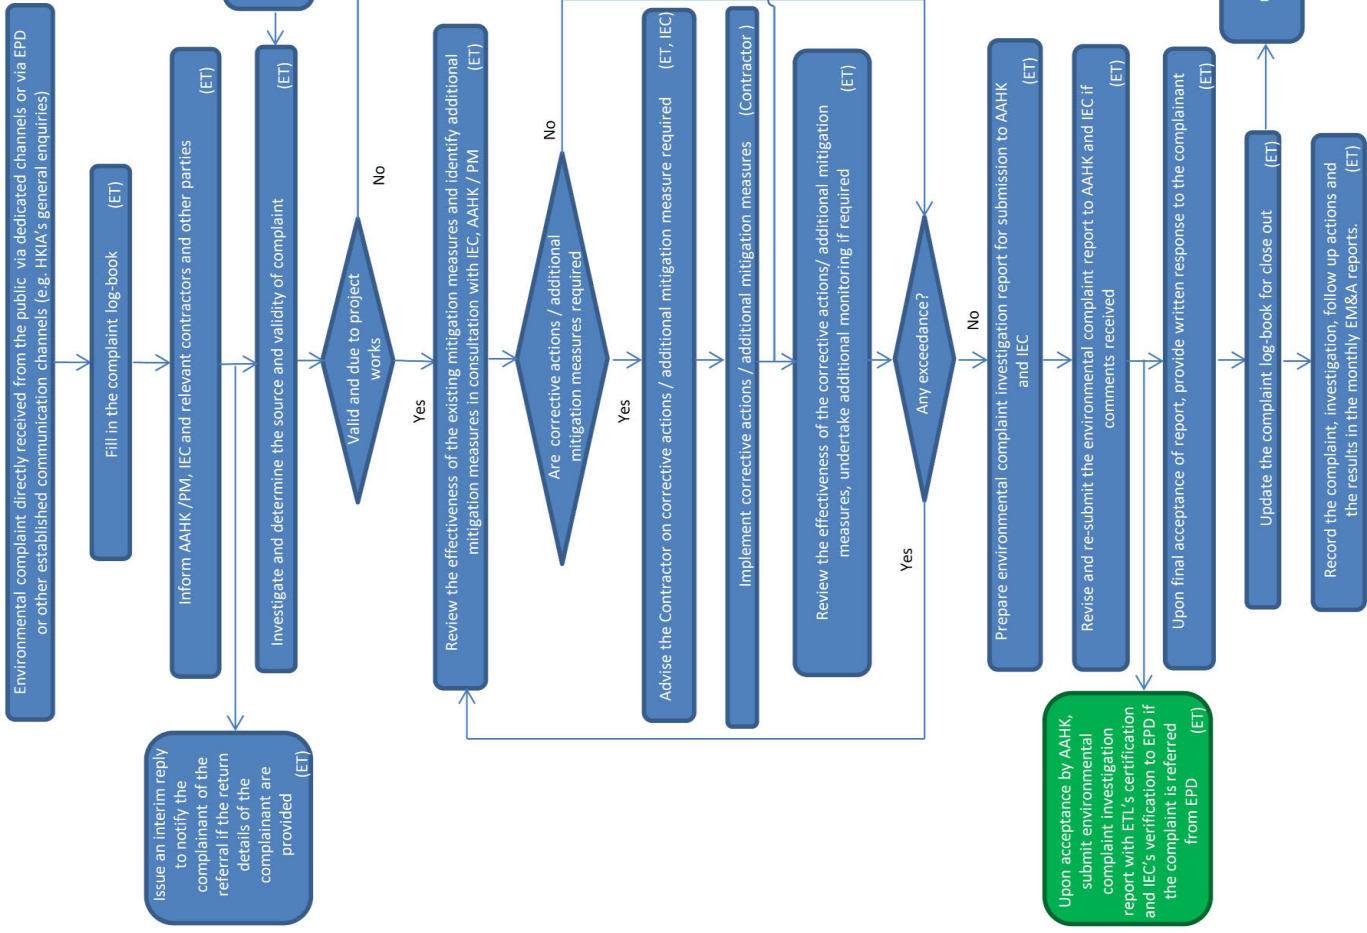 Environmental complaint directly received from the public via dedicated channels or via EPD
or other established communication channels (e.g. HKIA's general enquiries)
Fill in the complaint log-book (ET)
Inform AAHK /PM, IEC and relevant contractors and other parties
(ET)
Issue an interim reply
to notify the
complainant of the
referral if the return
details of the
complainant are
provided
(ET)
Investigate and determine the source and validity of complaint (ET)
Valid and due to project
works
No
Yes
Review the effectiveness of the existing mitigation measures and identify additional
mitigation measures in consultation with IEC, AAHK / PM (ET)
Are corrective actions / additional
mitigation measures required
No
Yes
Advise the Contractor on corrective actions / additional mitigation measure required (ET, IEC)
Implement corrective actions / additional mitigation measures (Contractor )
Review the effectiveness of the corrective actions/ additional mitigation
measures, undertake additional monitoring if required (ET)
Any exceedance?
Yes
No
Prepare environmental complaint investigation report for submission to AAHK
and IEC (ET)
Revise and re-submit the environmental complaint report to AAHK and IEC if
comments received (ET)
Upon acceptance by AAHK,
submit environmental
complaint investigation
report with ETL's certification
and IEC's verification to EPD if
the complaint is referred
from EPD (ET)
Upon final acceptance of report, provide written response to the complainant
(ET)
Update the complaint log-book for close out (ET)
Record the complaint, investigation, follow up actions and
the results in the monthly EM&A reports. (ET)